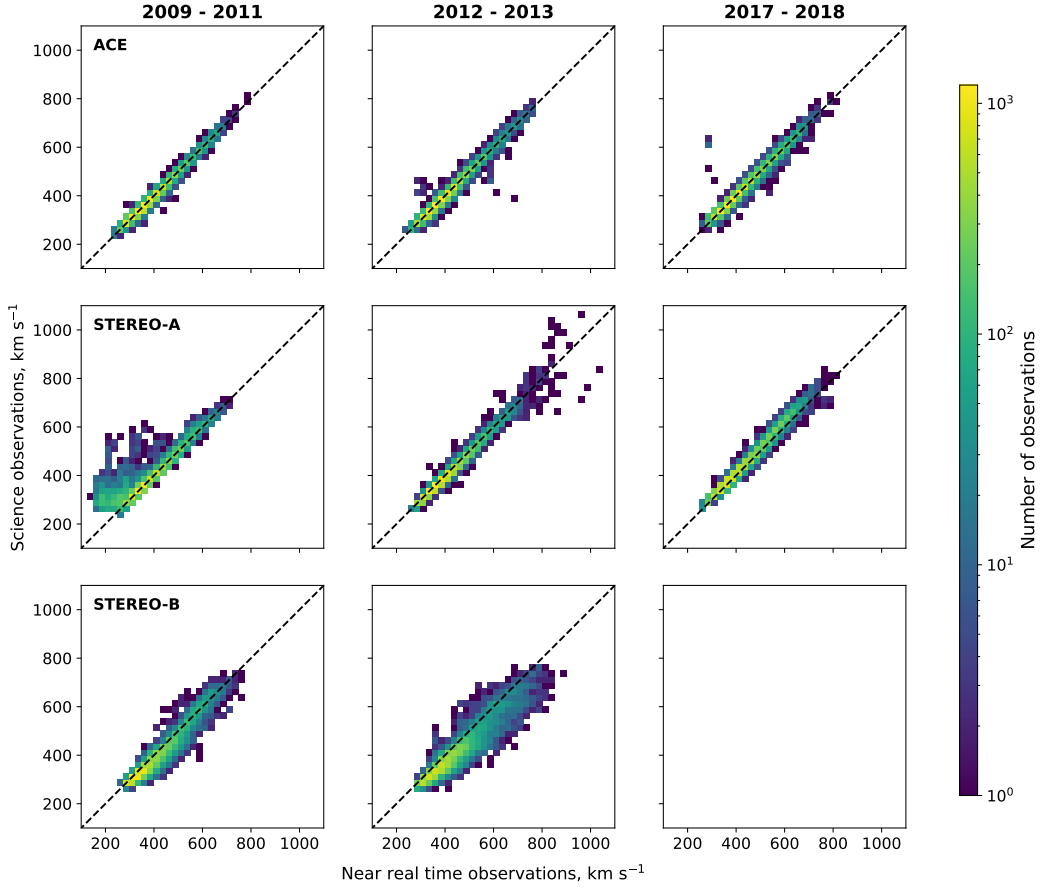 2009 - 2011 2012 - 2013 2017 - 2018
ACE
1000
800
600
400
200
STEREO-A
1000
800
600
400
200
STEREO-B
1000
800
600
400
200
200 400 600 800 1000 200 400 600 800 1000 200 400 600 800 1000
Near real time observations, km s⁻¹
Science observations, km s⁻¹
10³
10²
10¹
10⁰
Number of observations